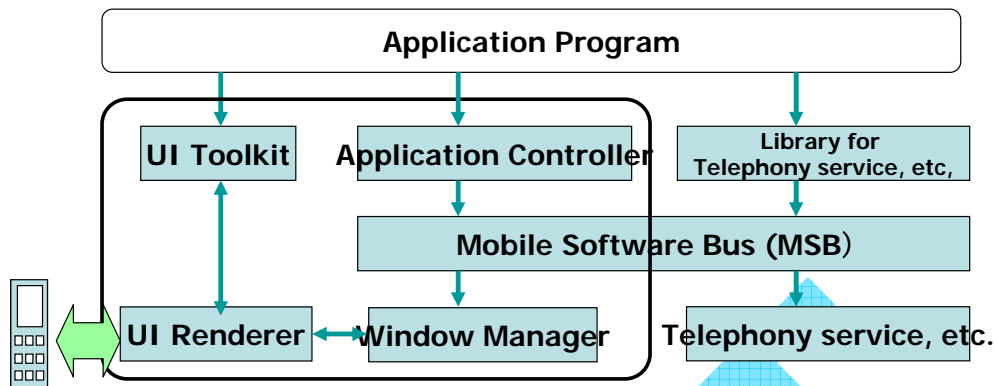 Application Program
UI Toolkit
Application Controller
Library for
Telephony service, etc,
Mobile Software Bus (MSB）
UI Renderer
Window Manager
Telephony service, etc.